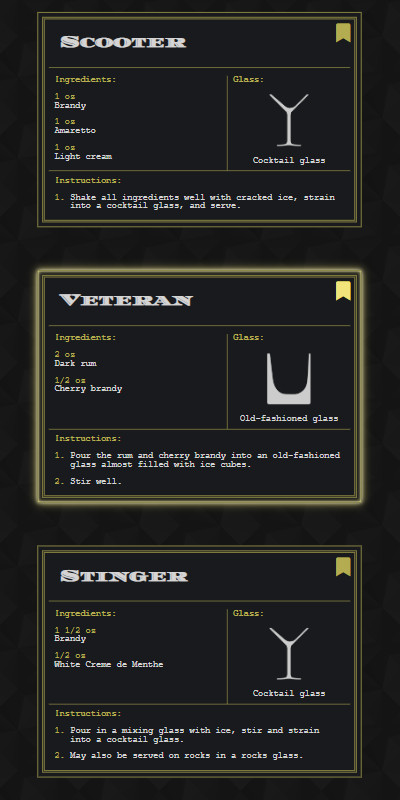 Scooter
Ingredients:
Glass:
1 oz
Brandy
1 oz
Amaretto
1 oz
Light cream
Cocktail glass
Instructions:
1. Shake all ingredients well with cracked ice, strain
into a cocktail glass, and serve.
Veteran
Ingredients:
Glass:
2 oz
Dark rum
1/2 oz
Cherry brandy
Old-fashioned glass
Instructions:
1. Pour the rum and cherry brandy into an old-fashioned
glass almost filled with ice cubes.
2. Stir well.
Stinger
Ingredients:
Glass:
1 1/2 oz
Brandy
1/2 oz
White Creme de Menthe
Cocktail glass
Instructions:
1. Pour in a mixing glass with ice, stir and strain
into a cocktail glass.
2. May also be served on rocks in a rocks glass.